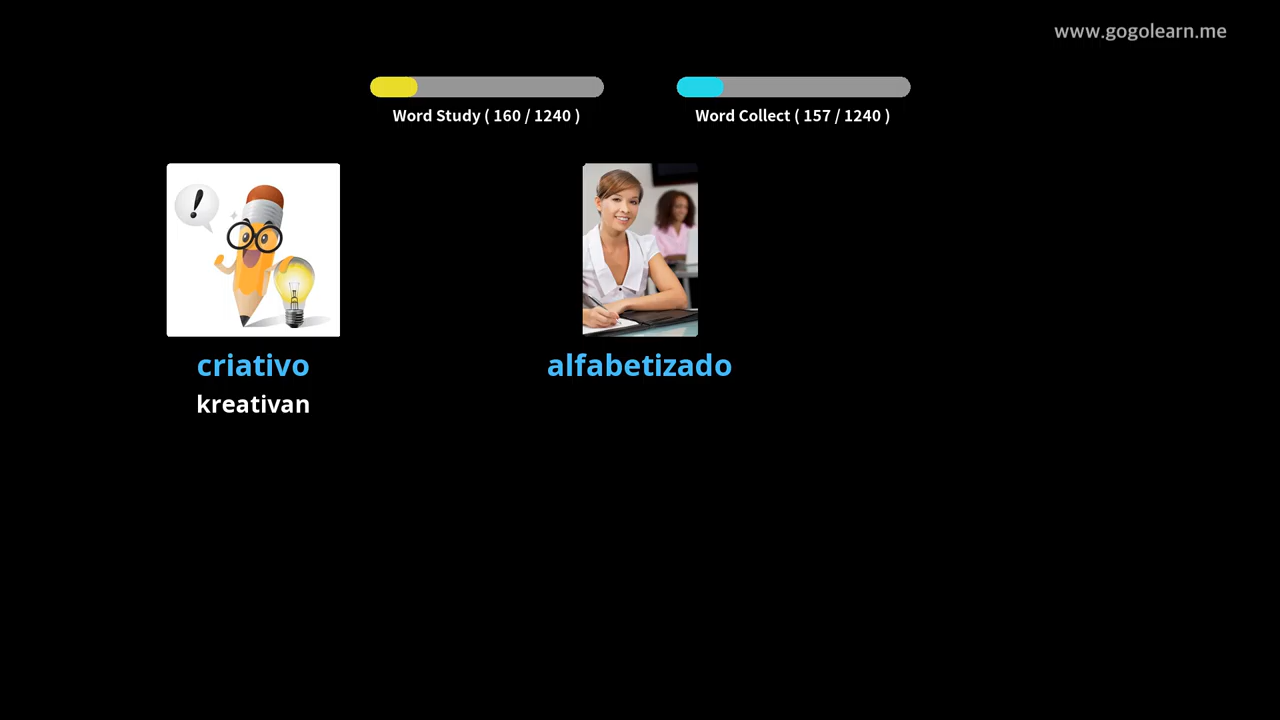 www.gogolearn.me
Word Study ( 160 / 1240 )
Word Collect ( 157 / 1240 )
!
criativo
alfabetizado
kreativan